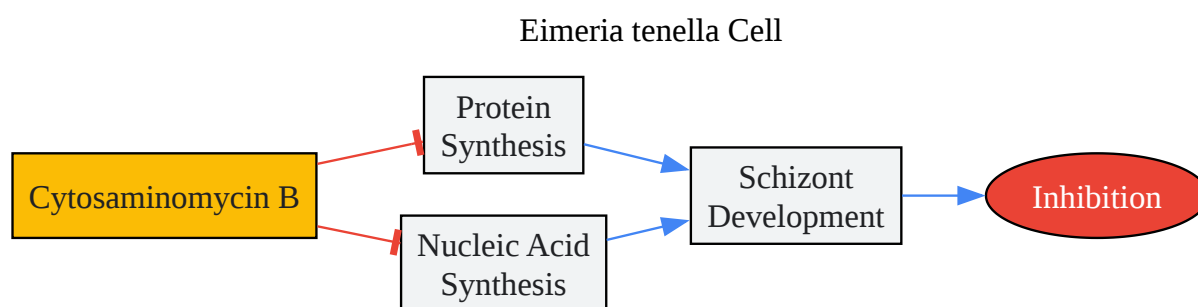 Eimeria tenella Cell
Cytosaminomycin B
Protein
Synthesis
Nucleic Acid
Synthesis
Schizont
Development
Inhibition